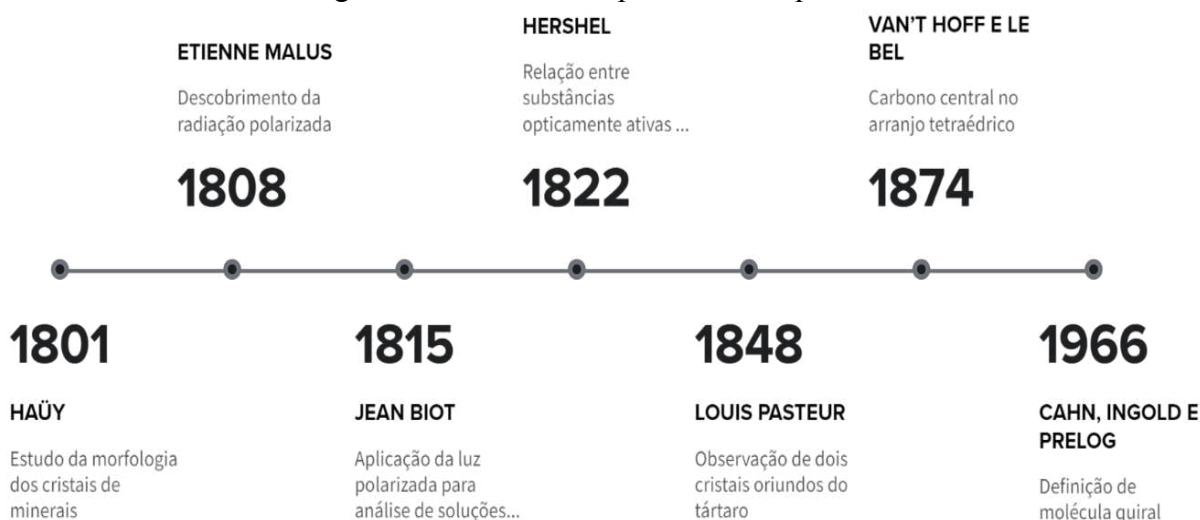 ETIENNE MALUS
Descobrimento da
radiação polarizada
1808
HERSHEL
Relação entre
substâncias
opticamente ativas ...
1822
VAN'T HOFF E LE
BEL
Carbono central no
arranjo tetraédrico
1874
1801
HAÜY
Estudo da morfologia
dos cristais de
minerais
1815
JEAN BIOT
Aplicação da luz
polarizada para
análise de soluções...
1848
LOUIS PASTEUR
Observação de dois
cristais oriundos do
tártaro
1966
CAHN, INGOLD E
PRELOG
Definição de
molécula quiral